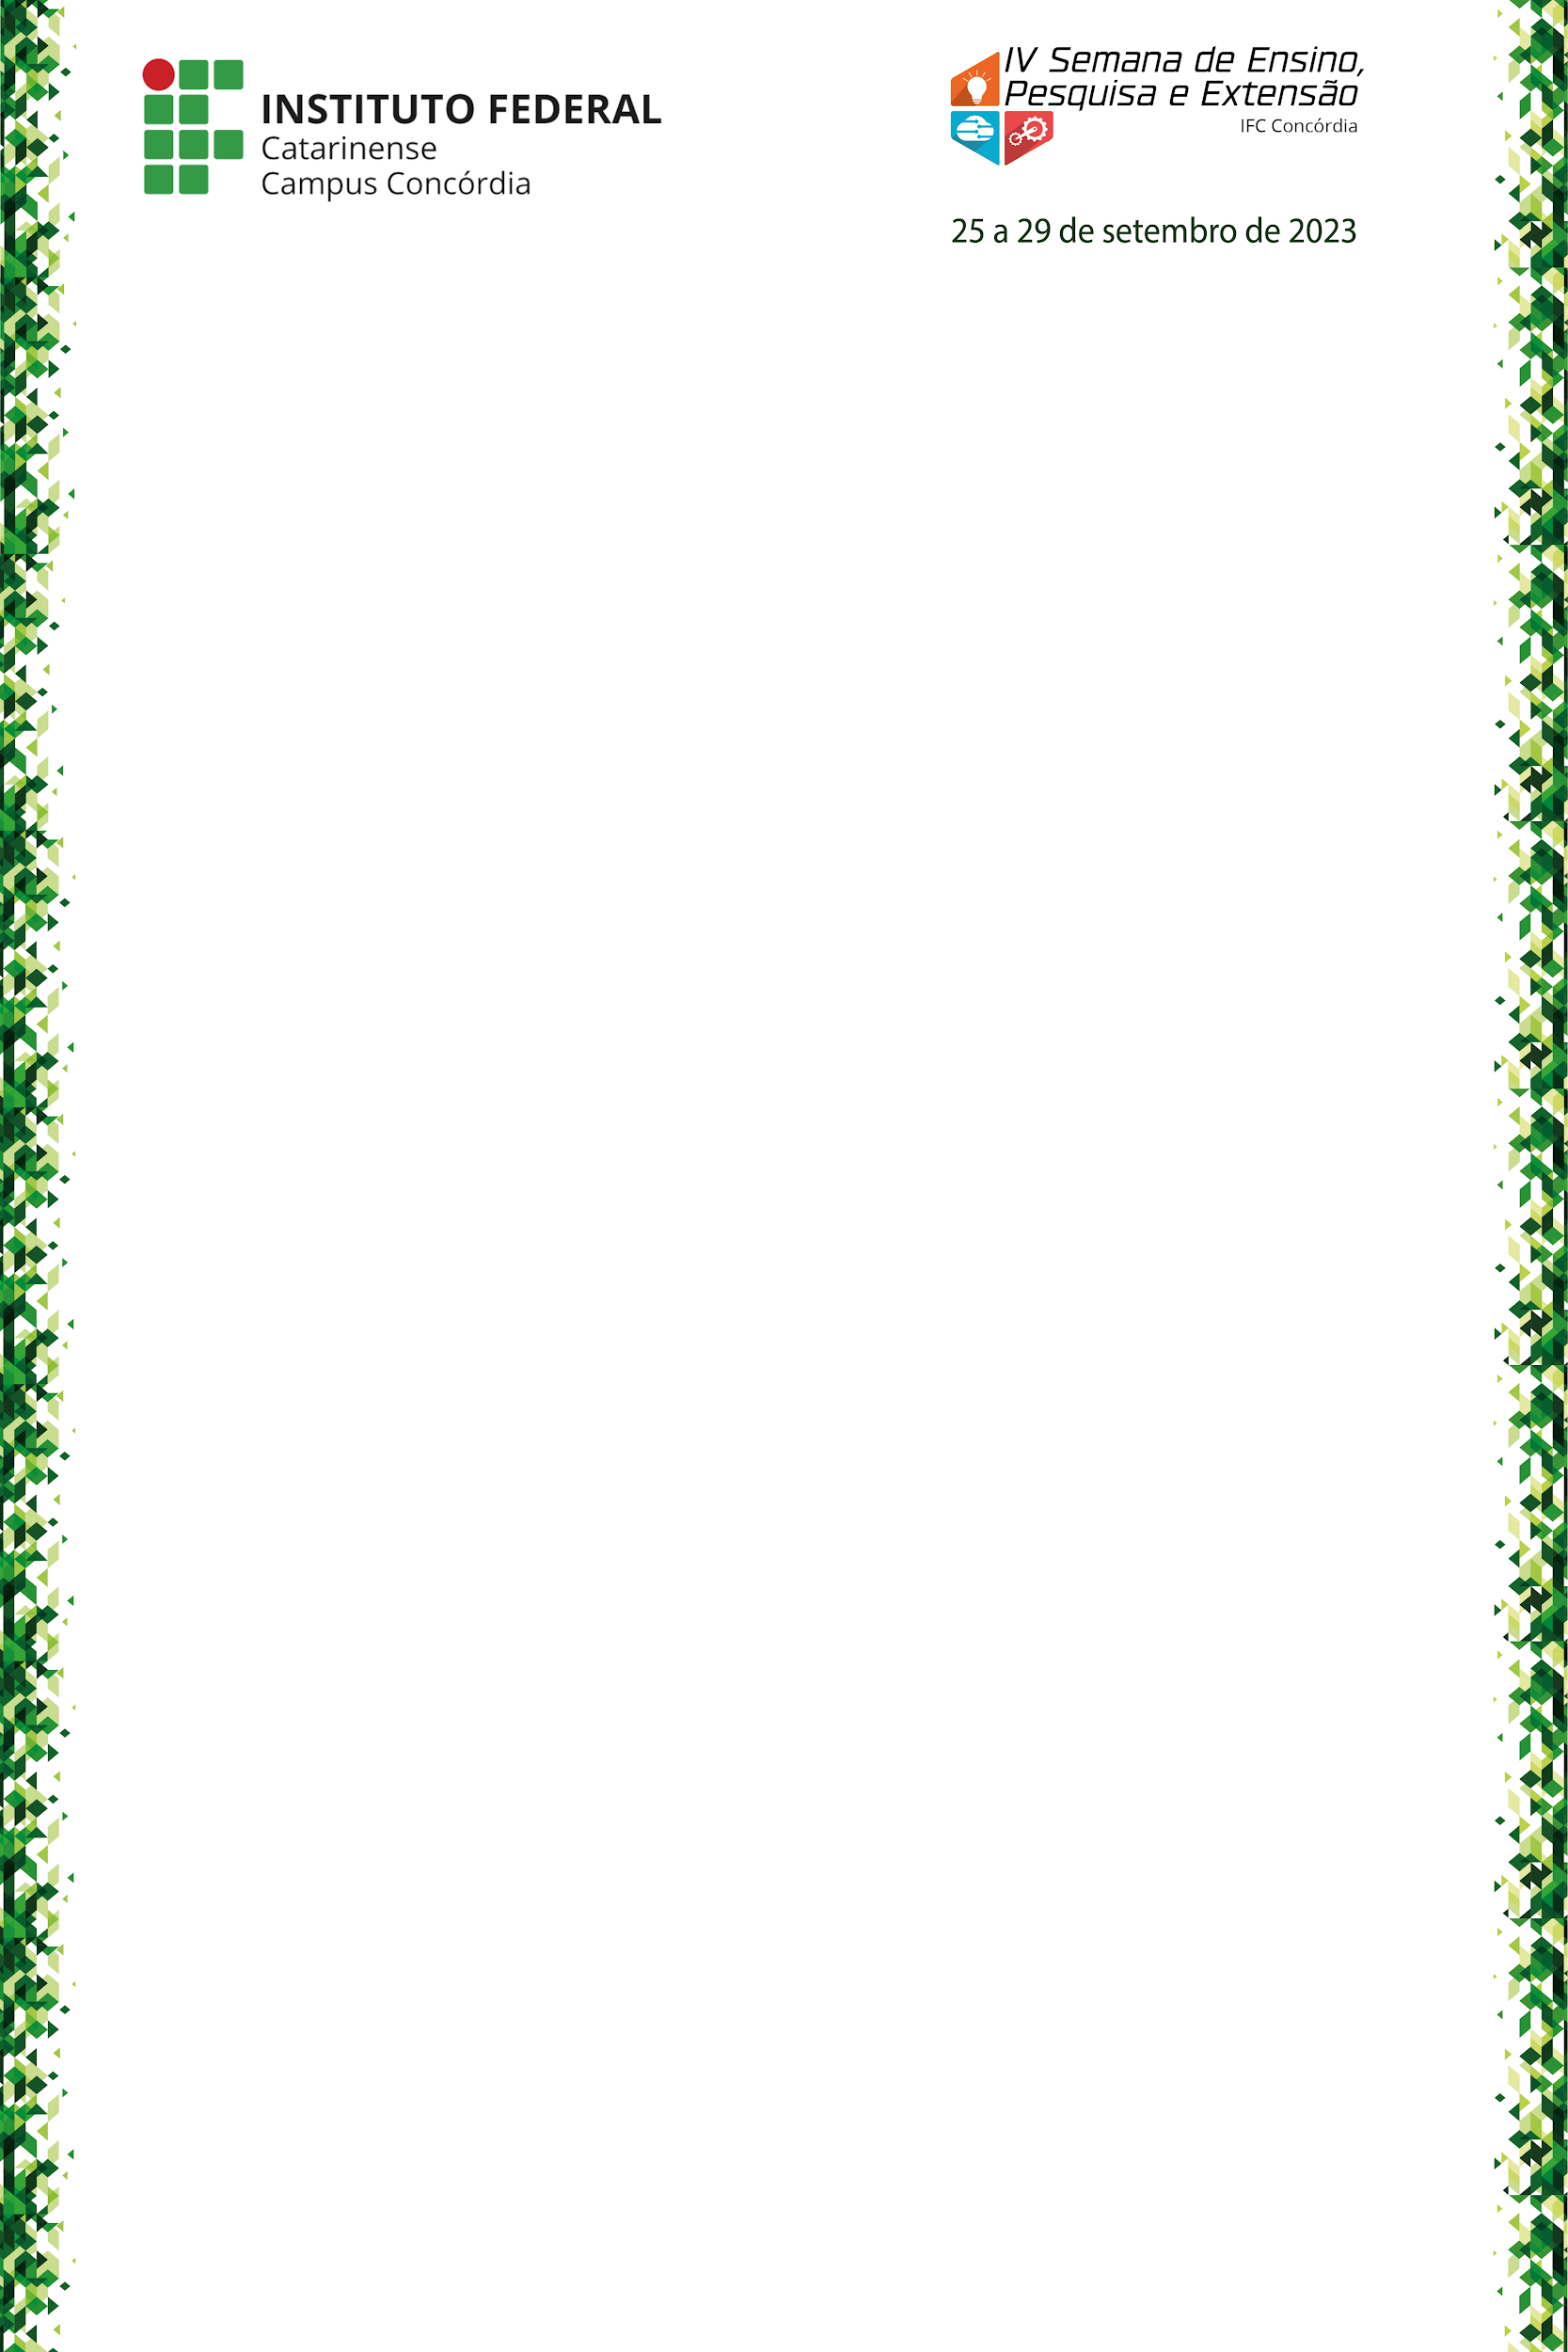 INSTITUTO FEDERAL
Catarinense
Campus Concórdia
IV Semana de Ensino,
Pesquisa e Extensão
IFC Concórdia
25 a 29 de setembro de 2023